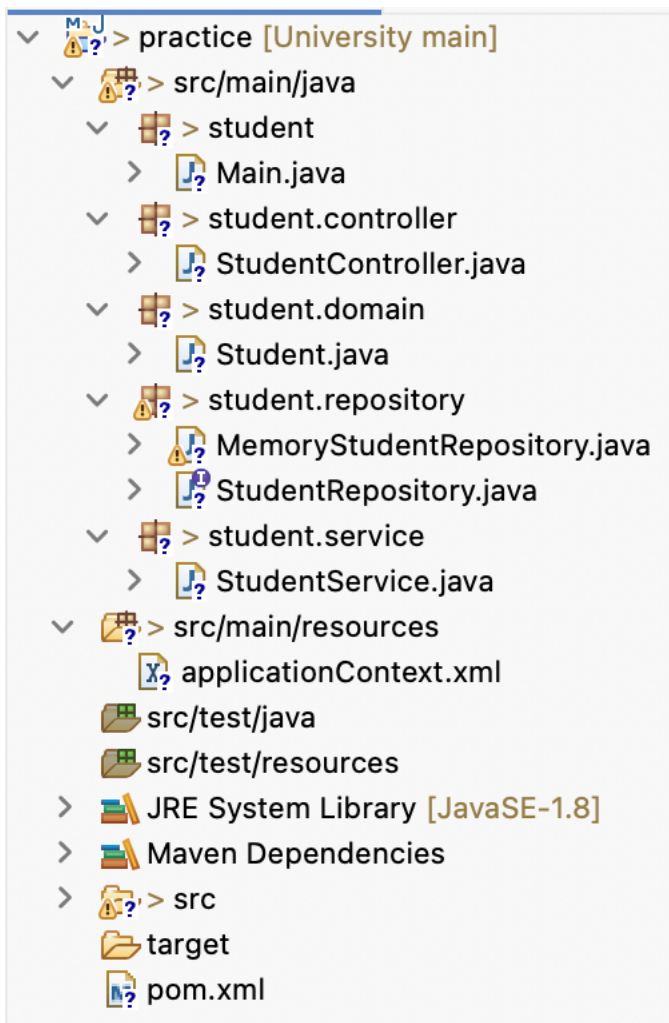 practice [University main]
src/main/java
student
Main.java
student.controller
StudentController.java
student.domain
Student.java
student.repository
MemoryStudentRepository.java
StudentRepository.java
student.service
StudentService.java
src/main/resources
applicationContext.xml
src/test/java
src/test/resources
JRE System Library [JavaSE-1.8]
Maven Dependencies
src
target
pom.xml